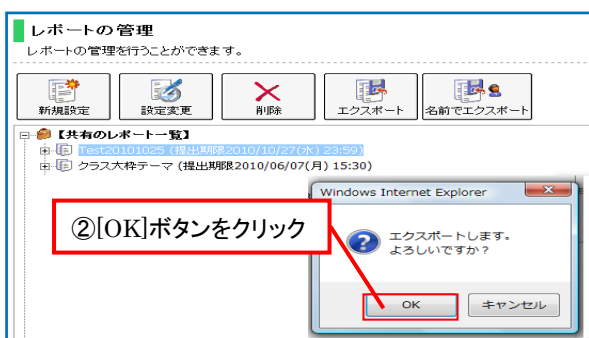 レポートの管理
レポートの管理を行うことができます。
新規設定
設定変更
削除
エクスポート
名前でエクスポート
【共有のレポート一覧】
Test20101025 (提出期限2010/10/27(水) 23:59)
クラス大枠テーマ (提出期限2010/06/07(月) 15:30)
Windows Internet Explorer
②[OK]ボタンをクリック
エクスポートします。
よろしいですか？
OK
キャンセル